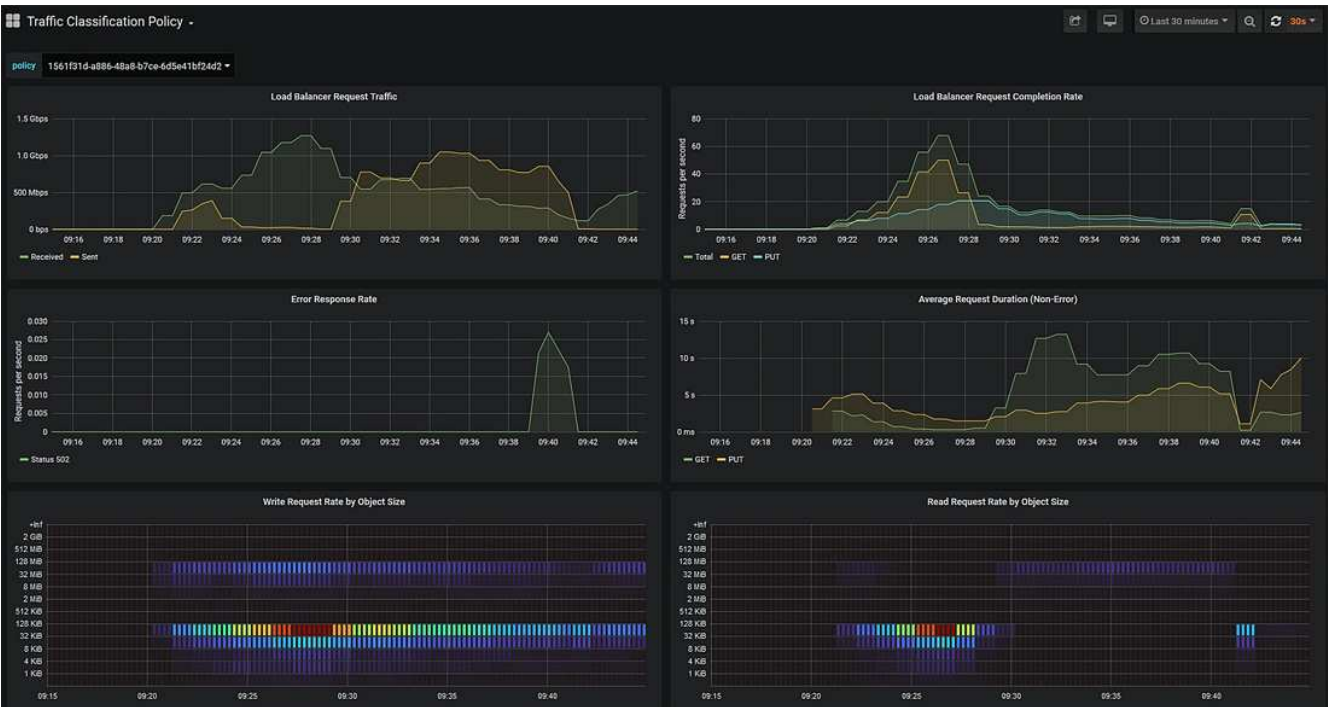 Traffic Classification Policy
Last 30 minutes
30s
policy 1561f31d-a886-48a8-b7ce-6d5e41bf24d2
Load Balancer Request Traffic
1.5 Gbps
1.0 Gbps
500 Mbps
0 bps
09:16 09:18 09:20 09:22 09:24 09:26 09:28 09:30 09:32 09:34 09:36 09:38 09:40 09:42 09:44
Received Sent
Load Balancer Request Completion Rate
Requests per second
80
60
40
20
0
09:16 09:18 09:20 09:22 09:24 09:26 09:28 09:30 09:32 09:34 09:36 09:38 09:40 09:42 09:44
Total GET PUT
Error Response Rate
Requests per second
0.030
0.025
0.020
0.015
0.010
0.005
0
09:16 09:18 09:20 09:22 09:24 09:26 09:28 09:30 09:32 09:34 09:36 09:38 09:40 09:42 09:44
Status 502
Average Request Duration (Non-Error)
15 s
10 s
5 s
0 ms
09:16 09:18 09:20 09:22 09:24 09:26 09:28 09:30 09:32 09:34 09:36 09:38 09:40 09:42 09:44
GET PUT
Write Request Rate by Object Size
+Inf
2 GiB
512 MiB
128 MiB
32 MiB
8 MiB
2 MiB
512 KiB
128 KiB
32 KiB
8 KiB
4 KiB
1 KiB
09:15 09:20 09:25 09:30 09:35 09:40
Read Request Rate by Object Size
+Inf
2 GiB
512 MiB
128 MiB
32 MiB
8 MiB
2 MiB
512 KiB
128 KiB
32 KiB
8 KiB
4 KiB
1 KiB
09:15 09:20 09:25 09:30 09:35 09:40